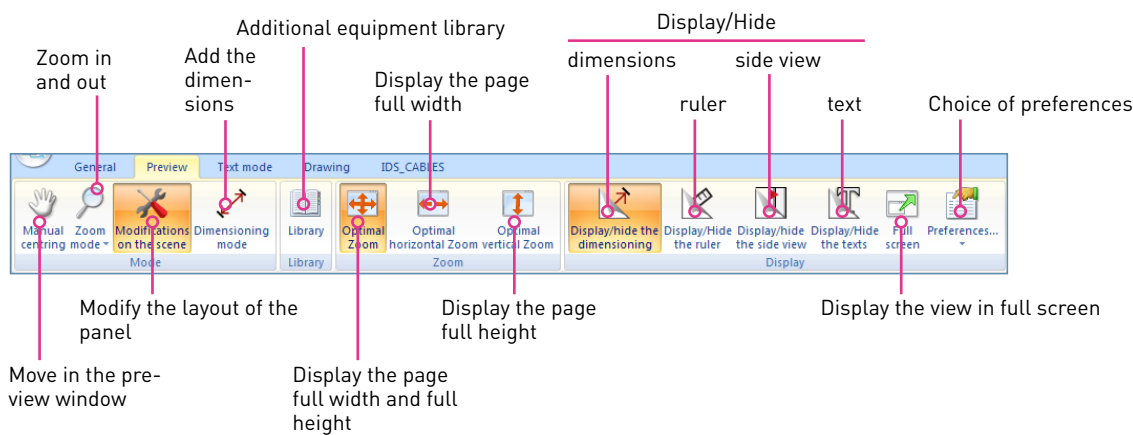 Display/Hide
Additional equipment library
Zoom in
and out
Add the
dimen-
sions
Display the page
full width
dimensions
side view
ruler
text
Choice of preferences
General Preview Text mode Drawing IDS_CABLES
Manual
centring
Zoom
mode
Modifications
on the scene
Dimensioning
mode
Library
Optimal
Zoom
Optimal
horizontal Zoom
Optimal
vertical Zoom
Display/hide the
dimensioning
Display/Hide
the ruler
Display/hide
the side view
Display/Hide
the texts
Full
screen
Preferences...
Mode Library Zoom Display
Modify the layout of the
panel
Display the page
full height
Display the view in full screen
Move in the pre-
view window
Display the page
full width and full
height